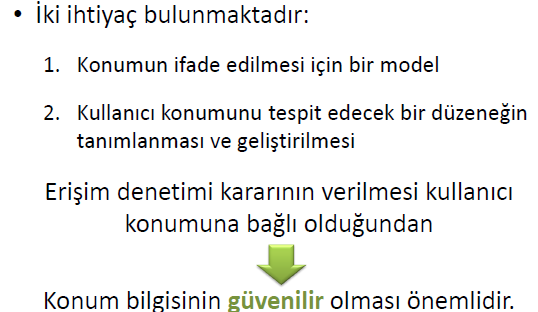 • İki ihtiyaç bulunmaktadır:
1. Konumun ifade edilmesi için bir model
2. Kullanıcı konumunu tespit edecek bir düzeneğin
tanımlanması ve geliştirilmesi
Erişim denetimi kararının verilmesi kullanıcı
konumuna bağlı olduğundan
Konum bilgisinin güvenilir olması önemlidir.